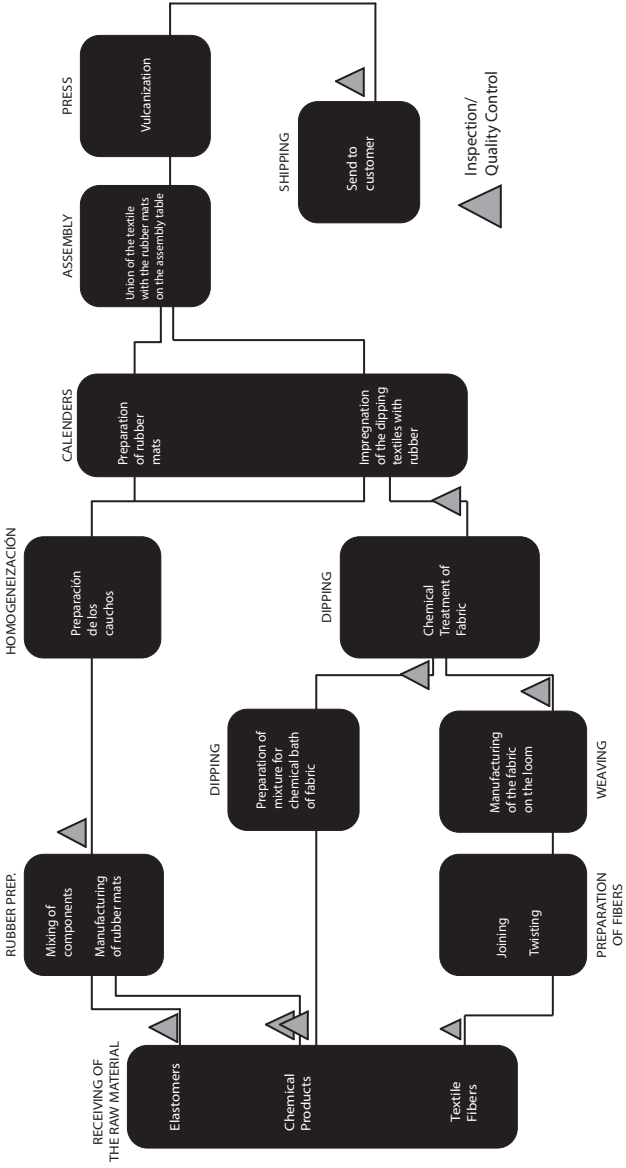 RECEIVING OF
THE RAW MATERIAL
Elastomers
Chemical
Products
Textile
Fibers
RUBBER PREP.
Mixing of
components
Manufacturing
of rubber mats
PREPARATION
OF FIBERS
Joining
Twisting
DIPPING
Preparation of
mixture for
chemical bath
of fabric
WEAVING
Manufacturing
of the fabric
on the loom
HOMOGENEIZACIÓN
Preparación
de los
cauchos
DIPPING
Chemical
Treatment of
Fabric
CALENDERS
Preparation
of rubber
mats
Impregnation
of the dipping
textiles with
rubber
ASSEMBLY
Union of the textile
with the rubber mats
on the assembly table
PRESS
Vulcanization
SHIPPING
Send to
customer
Inspection/
Quality Control